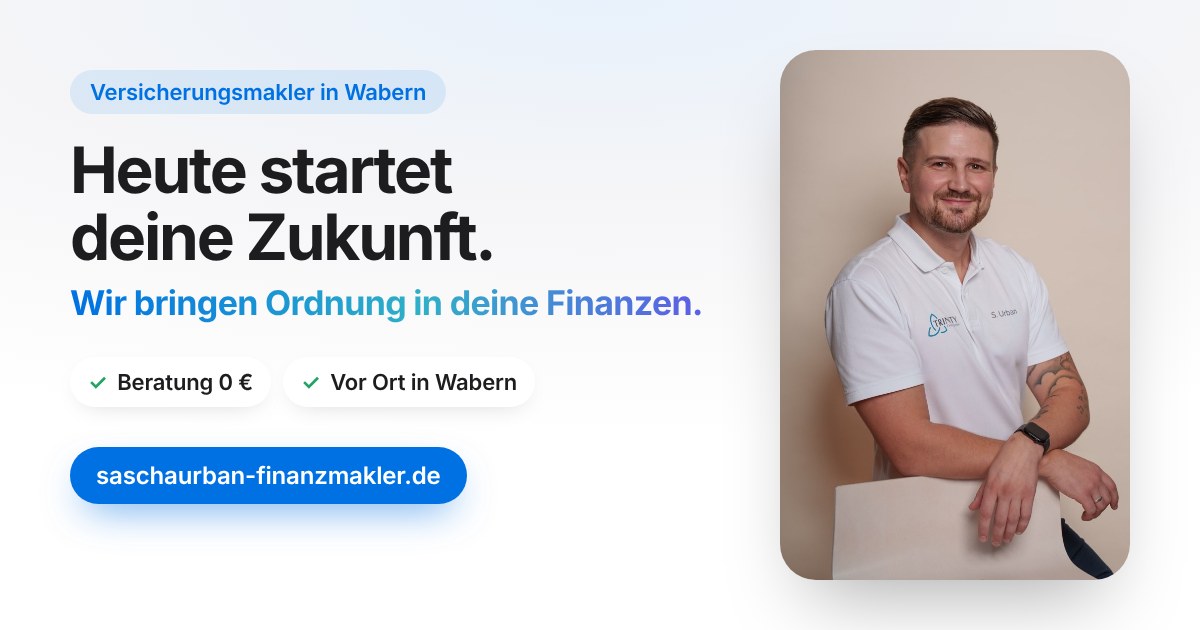 Versicherungsmakler in Wabern
Heute startet
deine Zukunft.
Wir bringen Ordnung in deine Finanzen.
✓ Beratung 0 €
✓ Vor Ort in Wabern
saschaurban-finanzmakler.de
S. Urban